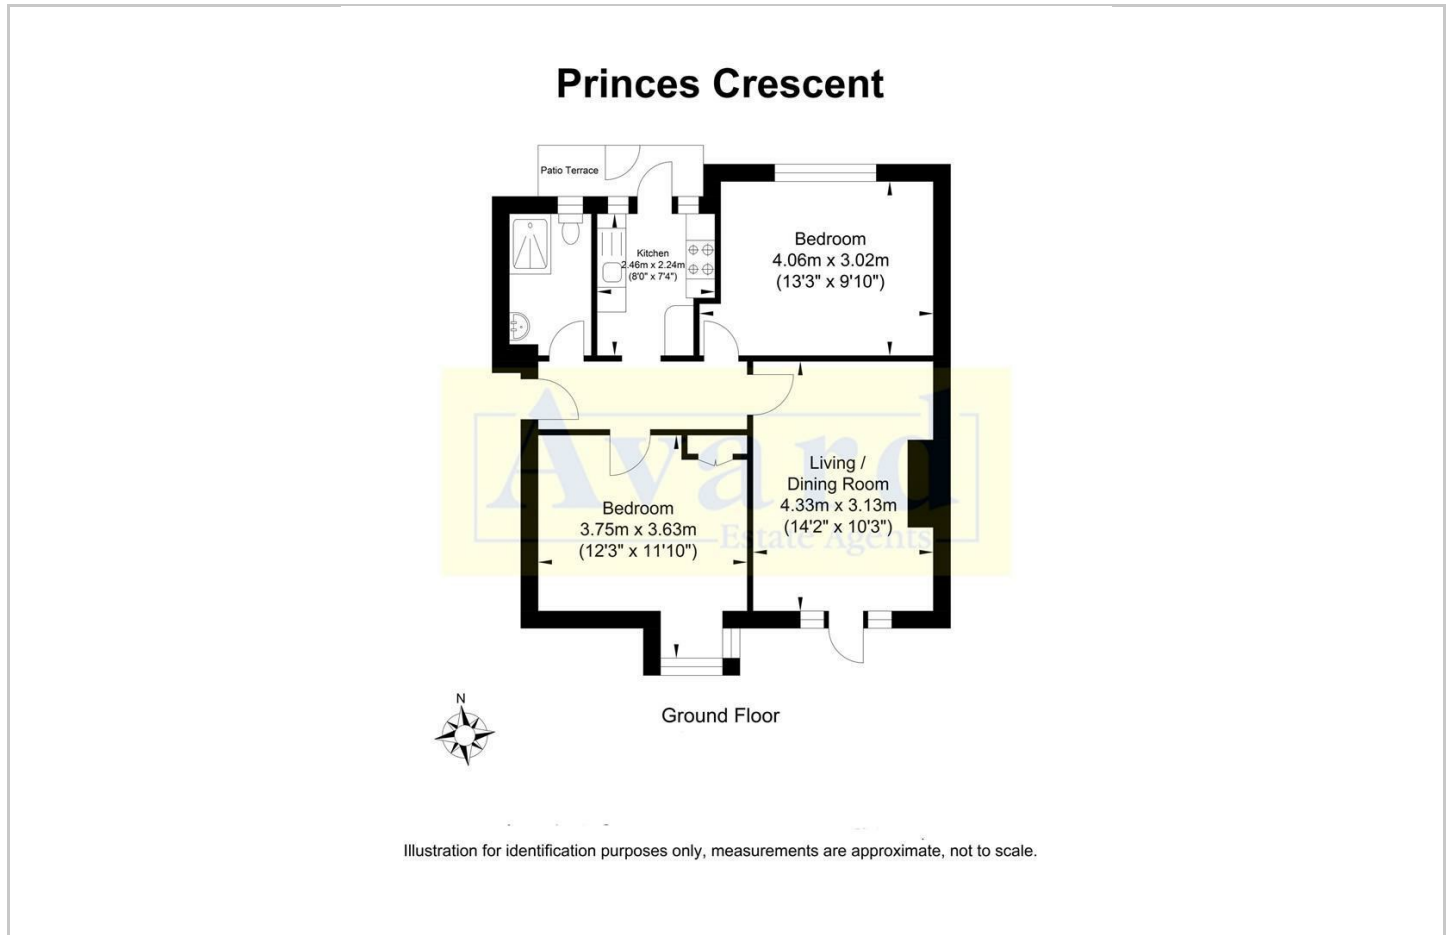 Princes Crescent
Patio Terrace
Kitchen
2.46m x 2.24m
(8'0" x 7'4")
Bedroom
4.06m x 3.02m
(13'3" x 9'10")
Living /
Dining Room
4.33m x 3.13m
(14'2" x 10'3")
Bedroom
3.75m x 3.63m
(12'3" x 11'10")
Avard
Estate Agents
N
Ground Floor
Illustration for identification purposes only, measurements are approximate, not to scale.